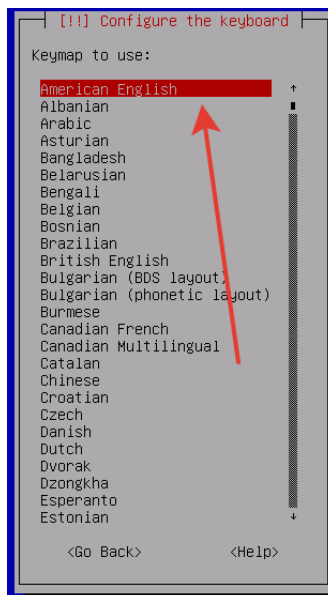 [!!] Configure the keyboard
Keymap to use:
American English
Albanian
Arabic
Asturian
Bangladesh
Belarusian
Bengali
Belgian
Bosnian
Brazilian
British English
Bulgarian (BDS layout)
Bulgarian (phonetic layout)
Burmese
Canadian French
Canadian Multilingual
Catalan
Chinese
Croatian
Czech
Danish
Dutch
Dvorak
Dzongkha
Esperanto
Estonian
<Go Back> <Help>